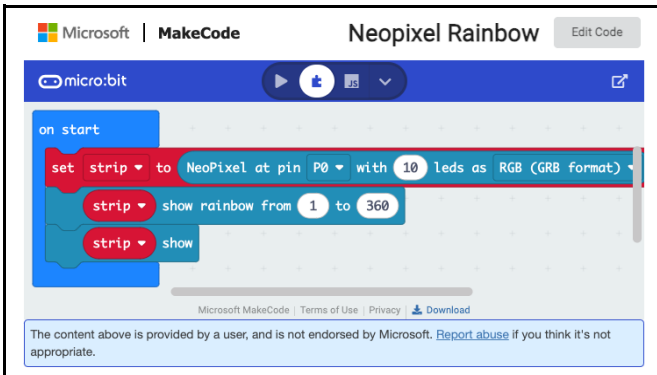 Microsoft | MakeCode Neopixel Rainbow Edit Code
micro:bit JS
on start
set strip to NeoPixel at pin P0 with 10 leds as RGB (GRB format)
strip show rainbow from 1 to 360
strip show
Microsoft MakeCode | Terms of Use | Privacy | Download
The content above is provided by a user, and is not endorsed by Microsoft. Report abuse if you think it's not
appropriate.